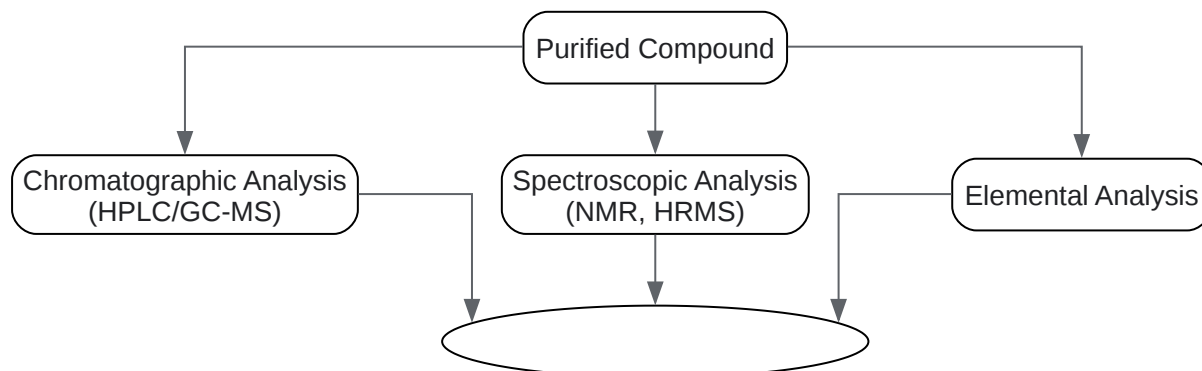 Purified Compound
Chromatographic Analysis
(HPLC/GC-MS)
Spectroscopic Analysis
(NMR, HRMS)
Elemental Analysis